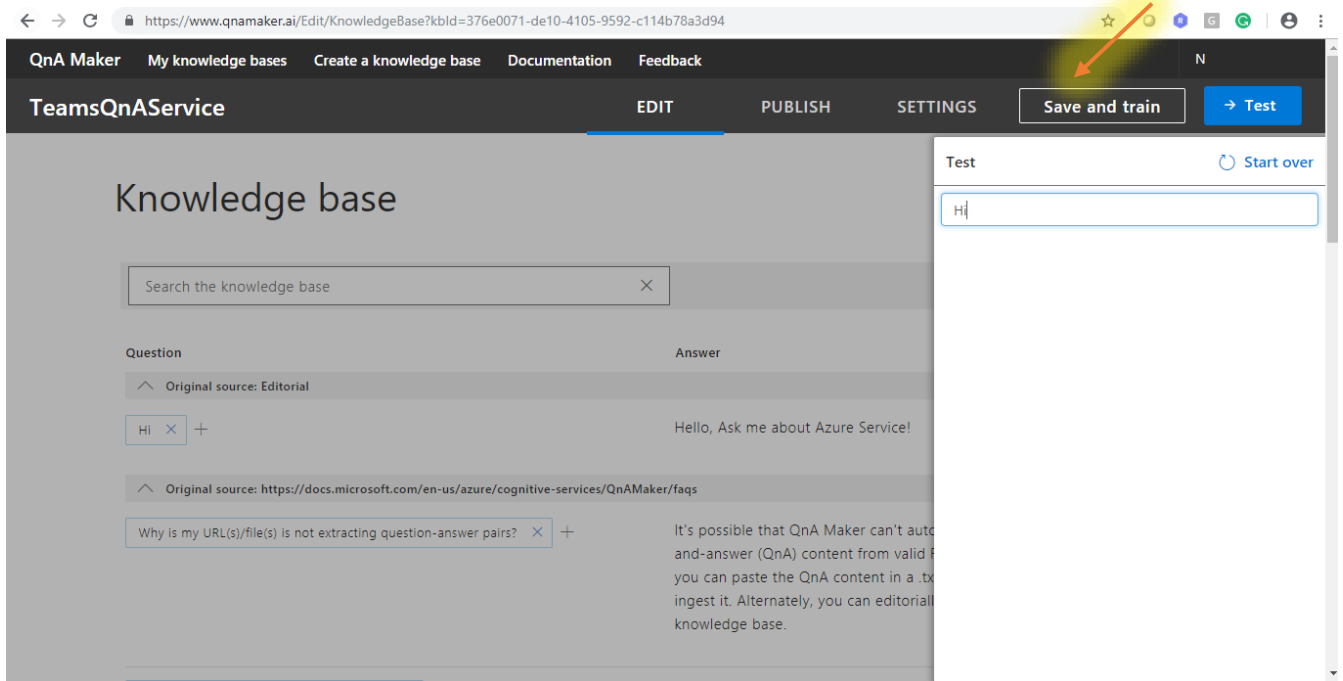 https://www.qnamaker.ai/Edit/KnowledgeBase?kbId=376e0071-de10-4105-9592-c114b78a3d94
QnA Maker My knowledge bases Create a knowledge base Documentation Feedback N
TeamsQnAService EDIT PUBLISH SETTINGS Save and train → Test
Test Start over
Knowledge base
Hi
Search the knowledge base
Question Answer
Original source: Editorial
Hi Hello, Ask me about Azure Service!
Original source: https://docs.microsoft.com/en-us/azure/cognitive-services/QnAMaker/faqs
Why is my URL(s)/file(s) is not extracting question-answer pairs? It's possible that QnA Maker can't auto
and-answer (QnA) content from valid
you can paste the QnA content in a .tx
ingest it. Alternately, you can editorial
knowledge base.